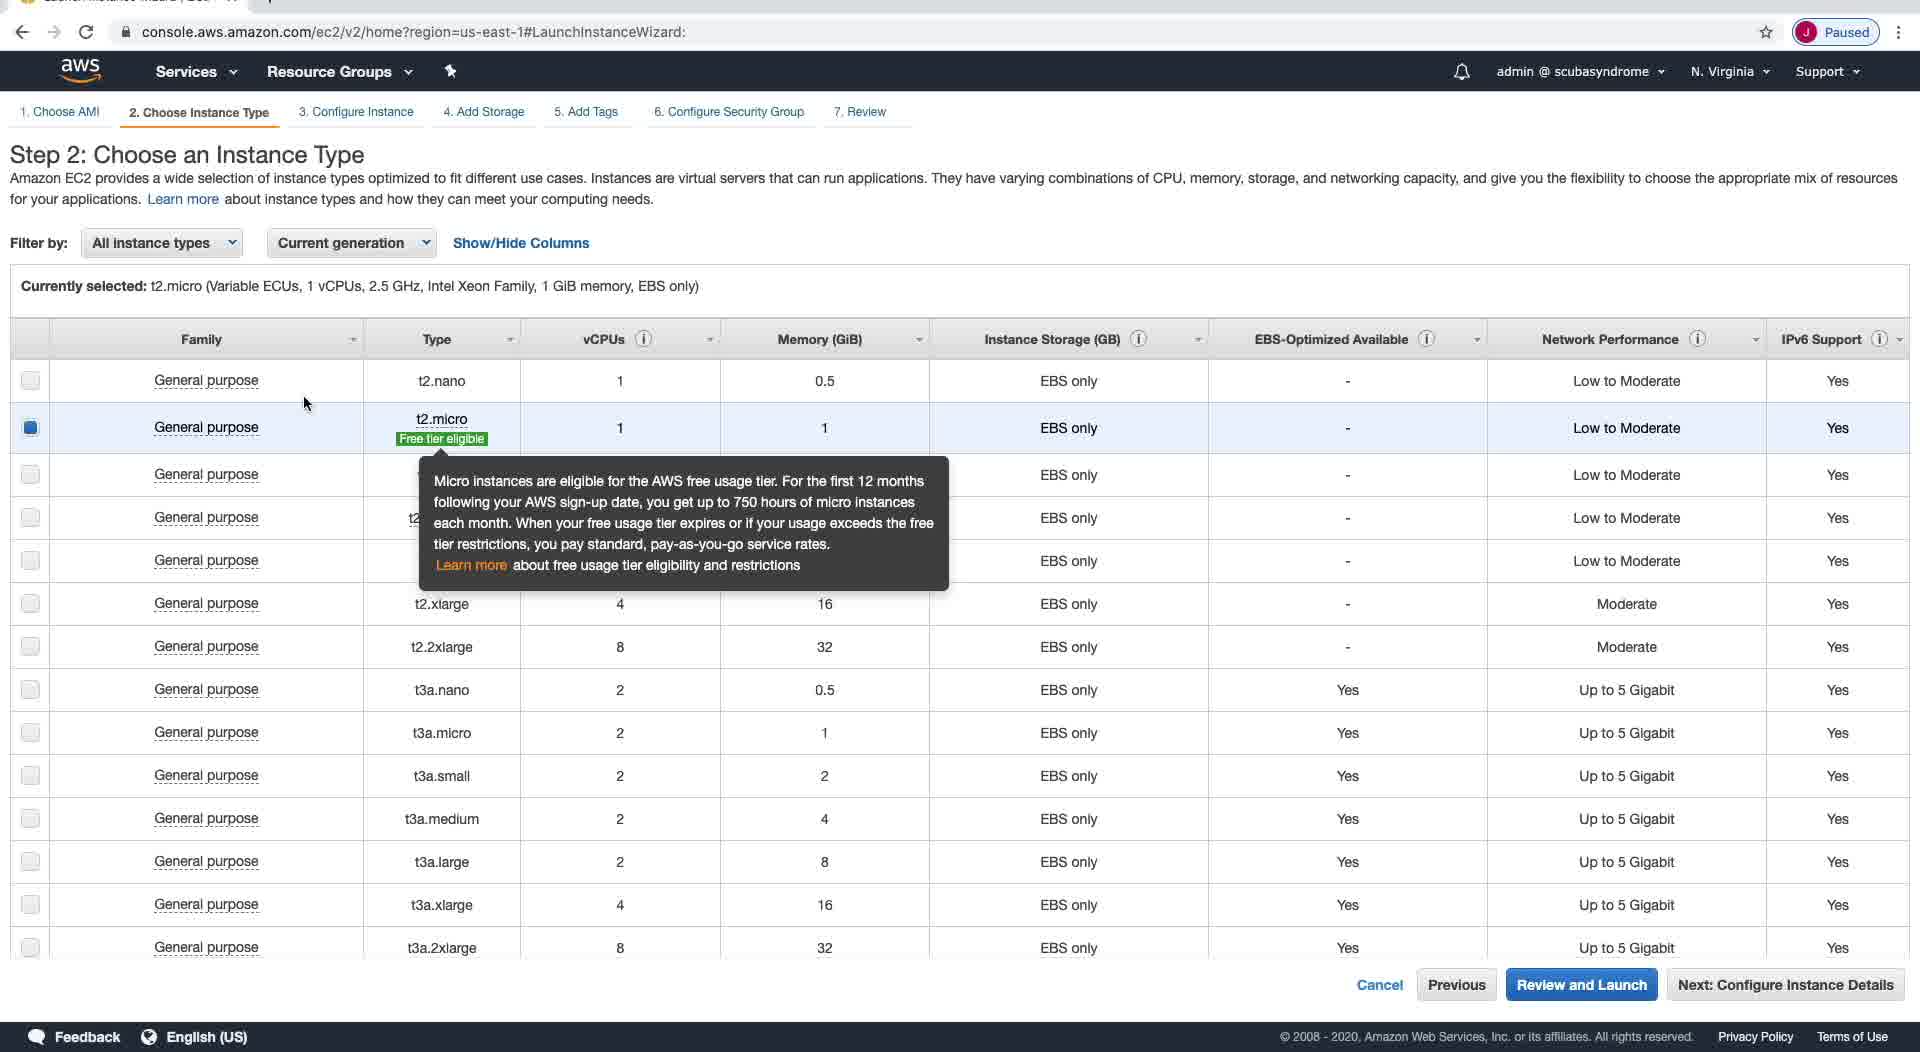 console.aws.amazon.com/ec2/v2/home?region=us-east-1#LaunchInstanceWizard:
J Paused
aws Services Resource Groups admin @ scubasyndrome N. Virginia Support
1. Choose AMI 2. Choose Instance Type 3. Configure Instance 4. Add Storage 5. Add Tags 6. Configure Security Group 7. Review
Step 2: Choose an Instance Type
Amazon EC2 provides a wide selection of instance types optimized to fit different use cases. Instances are virtual servers that can run applications. They have varying combinations of CPU, memory, storage, and networking capacity, and give you the flexibility to choose the appropriate mix of resources
for your applications. Learn more about instance types and how they can meet your computing needs.
Filter by: All instance types Current generation Show/Hide Columns
Currently selected: t2.micro (Variable ECUs, 1 vCPUs, 2.5 GHz, Intel Xeon Family, 1 GiB memory, EBS only)
Family Type vCPUs i Memory (GiB) Instance Storage (GB) i EBS-Optimized Available i Network Performance i IPv6 Support i
General purpose t2.nano 1 0.5 EBS only - Low to Moderate Yes
General purpose t2.micro 1 1 EBS only - Low to Moderate Yes
Free tier eligible
General purpose EBS only - Low to Moderate Yes
General purpose t2 EBS only - Low to Moderate Yes
General purpose EBS only - Low to Moderate Yes
Micro instances are eligible for the AWS free usage tier. For the first 12 months
following your AWS sign-up date, you get up to 750 hours of micro instances
each month. When your free usage tier expires or if your usage exceeds the free
tier restrictions, you pay standard, pay-as-you-go service rates.
Learn more about free usage tier eligibility and restrictions
General purpose t2.xlarge 4 16 EBS only - Moderate Yes
General purpose t2.2xlarge 8 32 EBS only - Moderate Yes
General purpose t3a.nano 2 0.5 EBS only Yes Up to 5 Gigabit Yes
General purpose t3a.micro 2 1 EBS only Yes Up to 5 Gigabit Yes
General purpose t3a.small 2 2 EBS only Yes Up to 5 Gigabit Yes
General purpose t3a.medium 2 4 EBS only Yes Up to 5 Gigabit Yes
General purpose t3a.large 2 8 EBS only Yes Up to 5 Gigabit Yes
General purpose t3a.xlarge 4 16 EBS only Yes Up to 5 Gigabit Yes
General purpose t3a.2xlarge 8 32 EBS only Yes Up to 5 Gigabit Yes
Cancel Previous Review and Launch Next: Configure Instance Details
Feedback English (US) © 2008 - 2020, Amazon Web Services, Inc. or its affiliates. All rights reserved. Privacy Policy Terms of Use